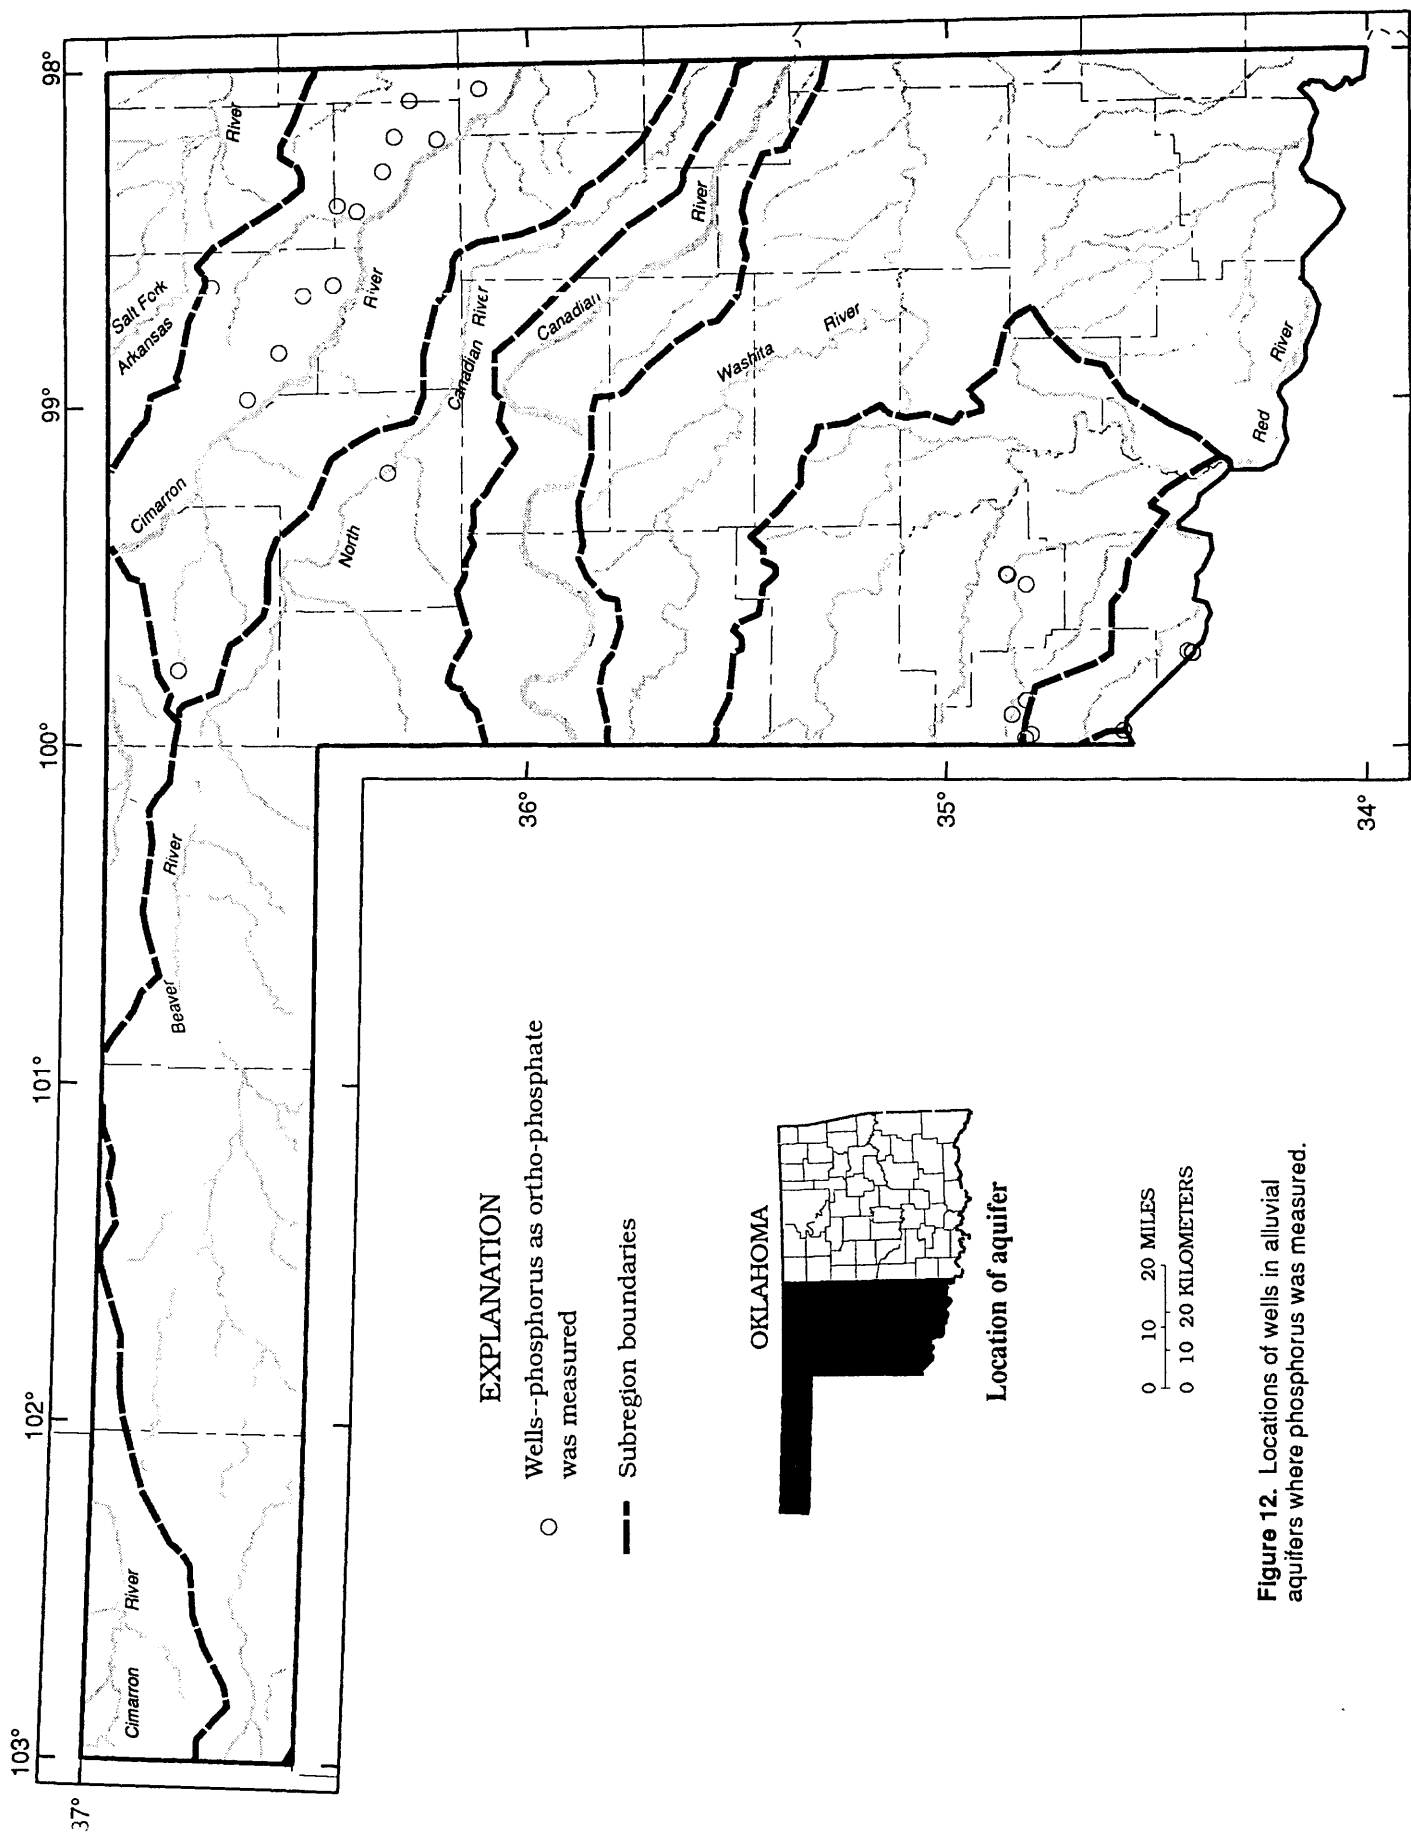 103°
102°
101°
100°
99°
98°
37°
36°
35°
34°
Cimarron
River
Beaver
River
Cimarron
River
Salt Fork
Arkansas
River
North
Canadian
River
Canadian
River
Washita
River
Red
River
EXPLANATION
Wells--phosphorus as ortho-phosphate
was measured
Subregion boundaries
OKLAHOMA
Location of aquifer
0 10 20 MILES
0 10 20 KILOMETERS
Figure 12. Locations of wells in alluvial
aquifers where phosphorus was measured.